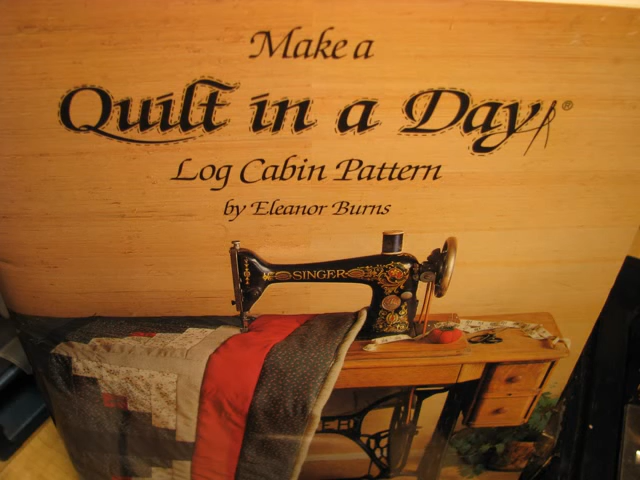 Make a
Quilt in a Day®
Log Cabin Pattern
by Eleanor Burns
SINGER